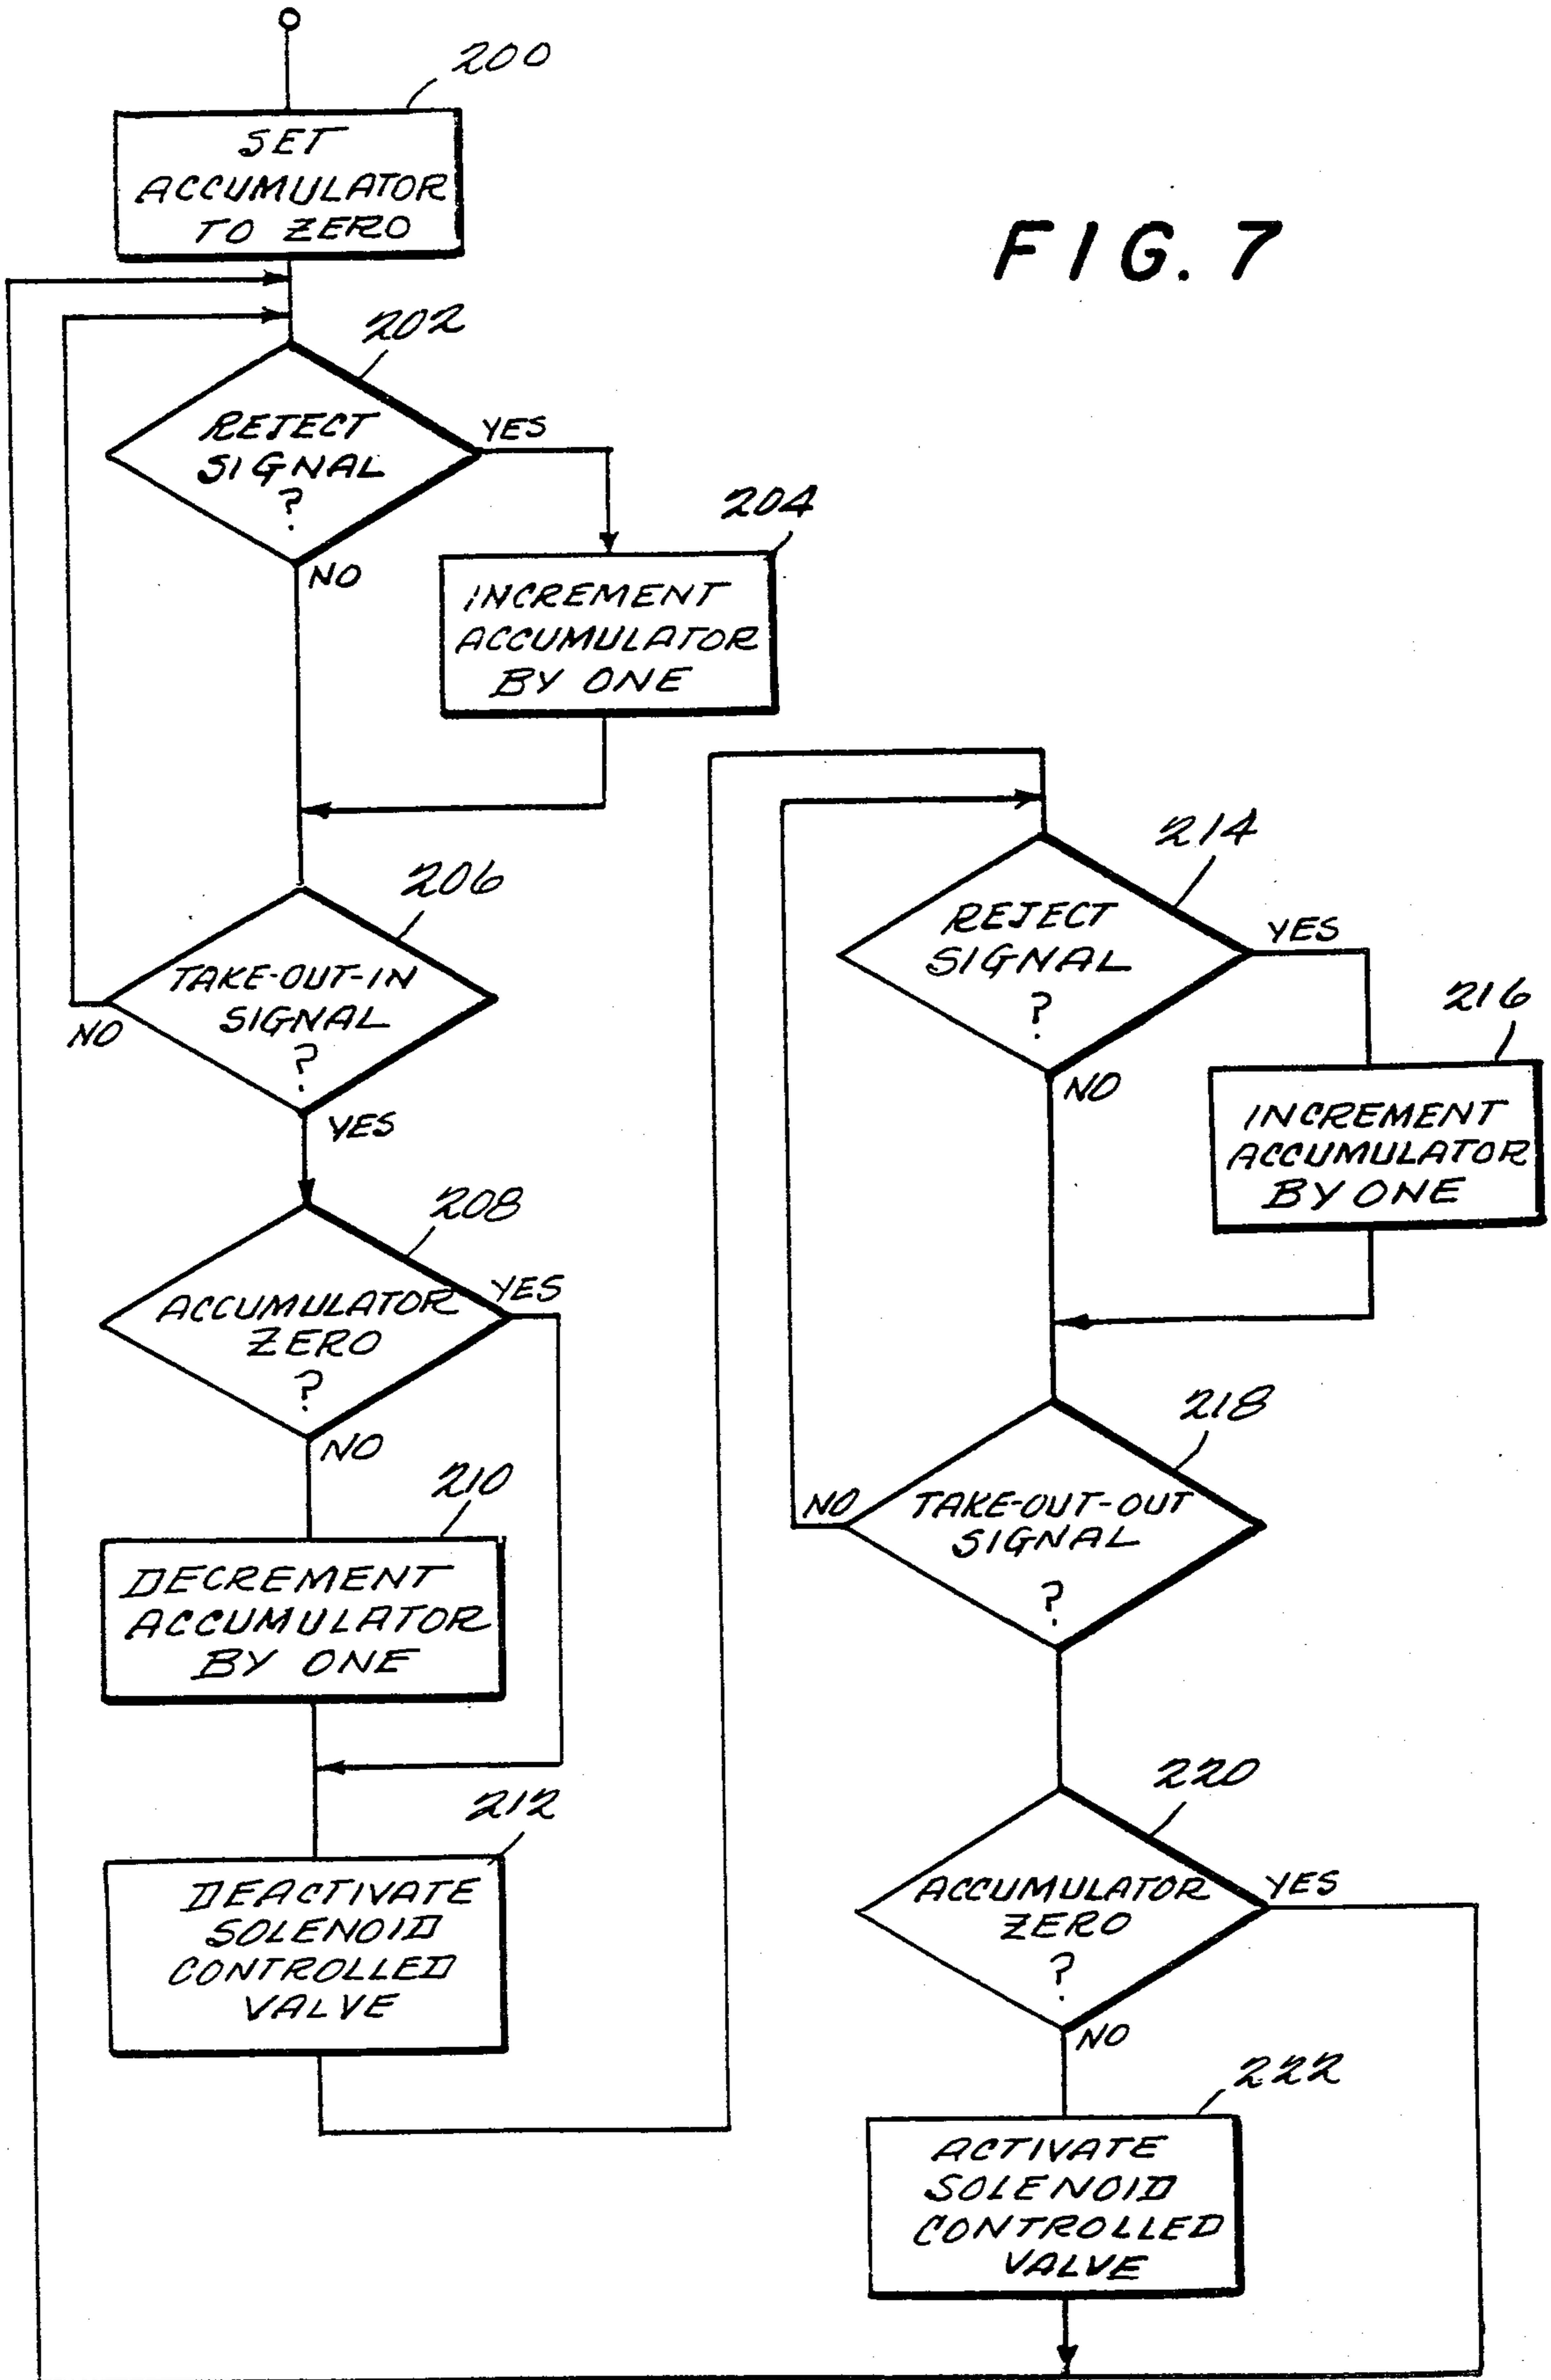 200
SET
ACCUMULATOR
TO ZERO
FIG. 7
202
REJECT
SIGNAL
?
YES
NO
204
INCREMENT
ACCUMULATOR
BY ONE
206
TAKE-OUT-IN
SIGNAL
?
NO
YES
208
ACCUMULATOR
ZERO
?
YES
NO
210
DECREMENT
ACCUMULATOR
BY ONE
212
DEACTIVATE
SOLENOID
CONTROLLED
VALVE
214
REJECT
SIGNAL
?
YES
NO
216
INCREMENT
ACCUMULATOR
BY ONE
218
TAKE-OUT-OUT
SIGNAL
?
NO
220
ACCUMULATOR
ZERO
?
YES
NO
222
ACTIVATE
SOLENOID
CONTROLLED
VALVE